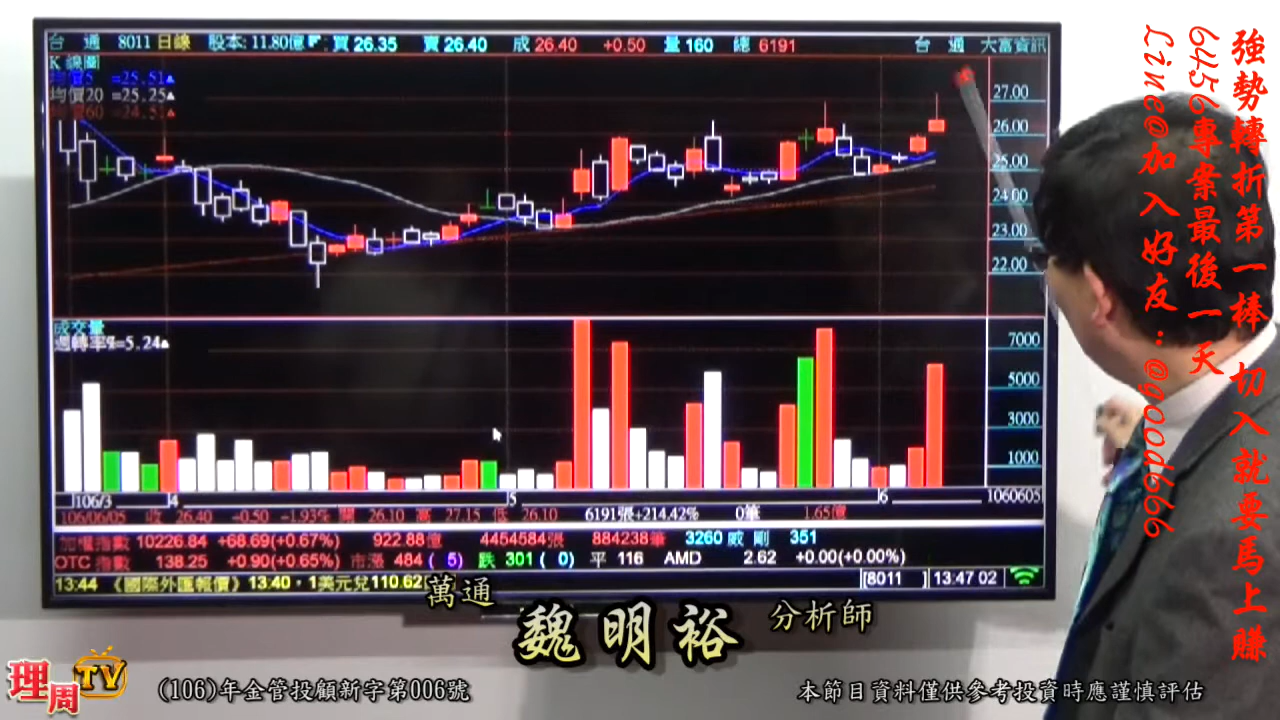 台通 8011 日線 股本:11.80億 買 26.35 賣 26.40 成 26.40 +0.50 量 160 總 6191 台通 大富資訊
K 線圖
均價5 =25.51▲
均價20 =25.25▲
均價60 =24.51▲
27.00
26.00
25.00
24.00
23.00
22.00
成交量
週轉率%=5.24▲
7000
5000
3000
1000
106/3 4 5 6 1060605
106/06/05 收 26.40 +0.50 +1.93% 開 26.10 高 27.15 低 26.10 6191張+214.42% 0筆 1.65億
加權指數 10226.84 +68.69(+0.67%) 922.88億 4454584張 884238筆 3260 威剛 351
OTC 指數 138.25 +0.90(+0.65%) 市漲 484 ( 5) 跌 301 ( 0) 平 116 AMD 2.62 +0.00(+0.00%)
13:44 《國際外匯報價》13:40,1美元兌110.62 [8011 ] 13:47 02
強勢轉折第一棒 切入就要馬上賺
6456專案最後一天
Line@加入好友:@good666
萬通 魏明裕 分析師
理周TV
(106)年金管投顧新字第006號
本節目資料僅供參考投資時應謹慎評估